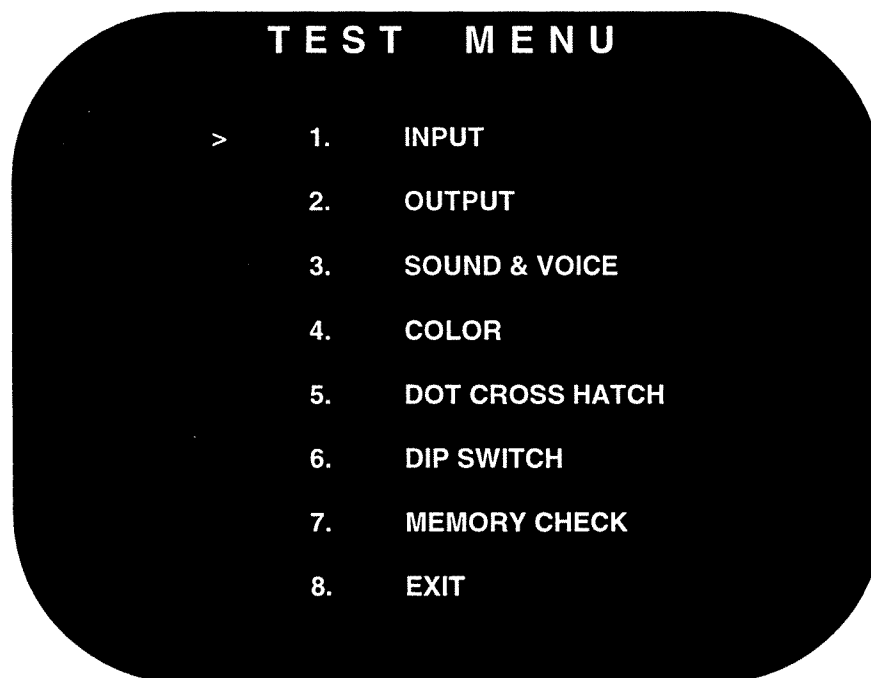 TEST MENU
> 1. INPUT
2. OUTPUT
3. SOUND & VOICE
4. COLOR
5. DOT CROSS HATCH
6. DIP SWITCH
7. MEMORY CHECK
8. EXIT